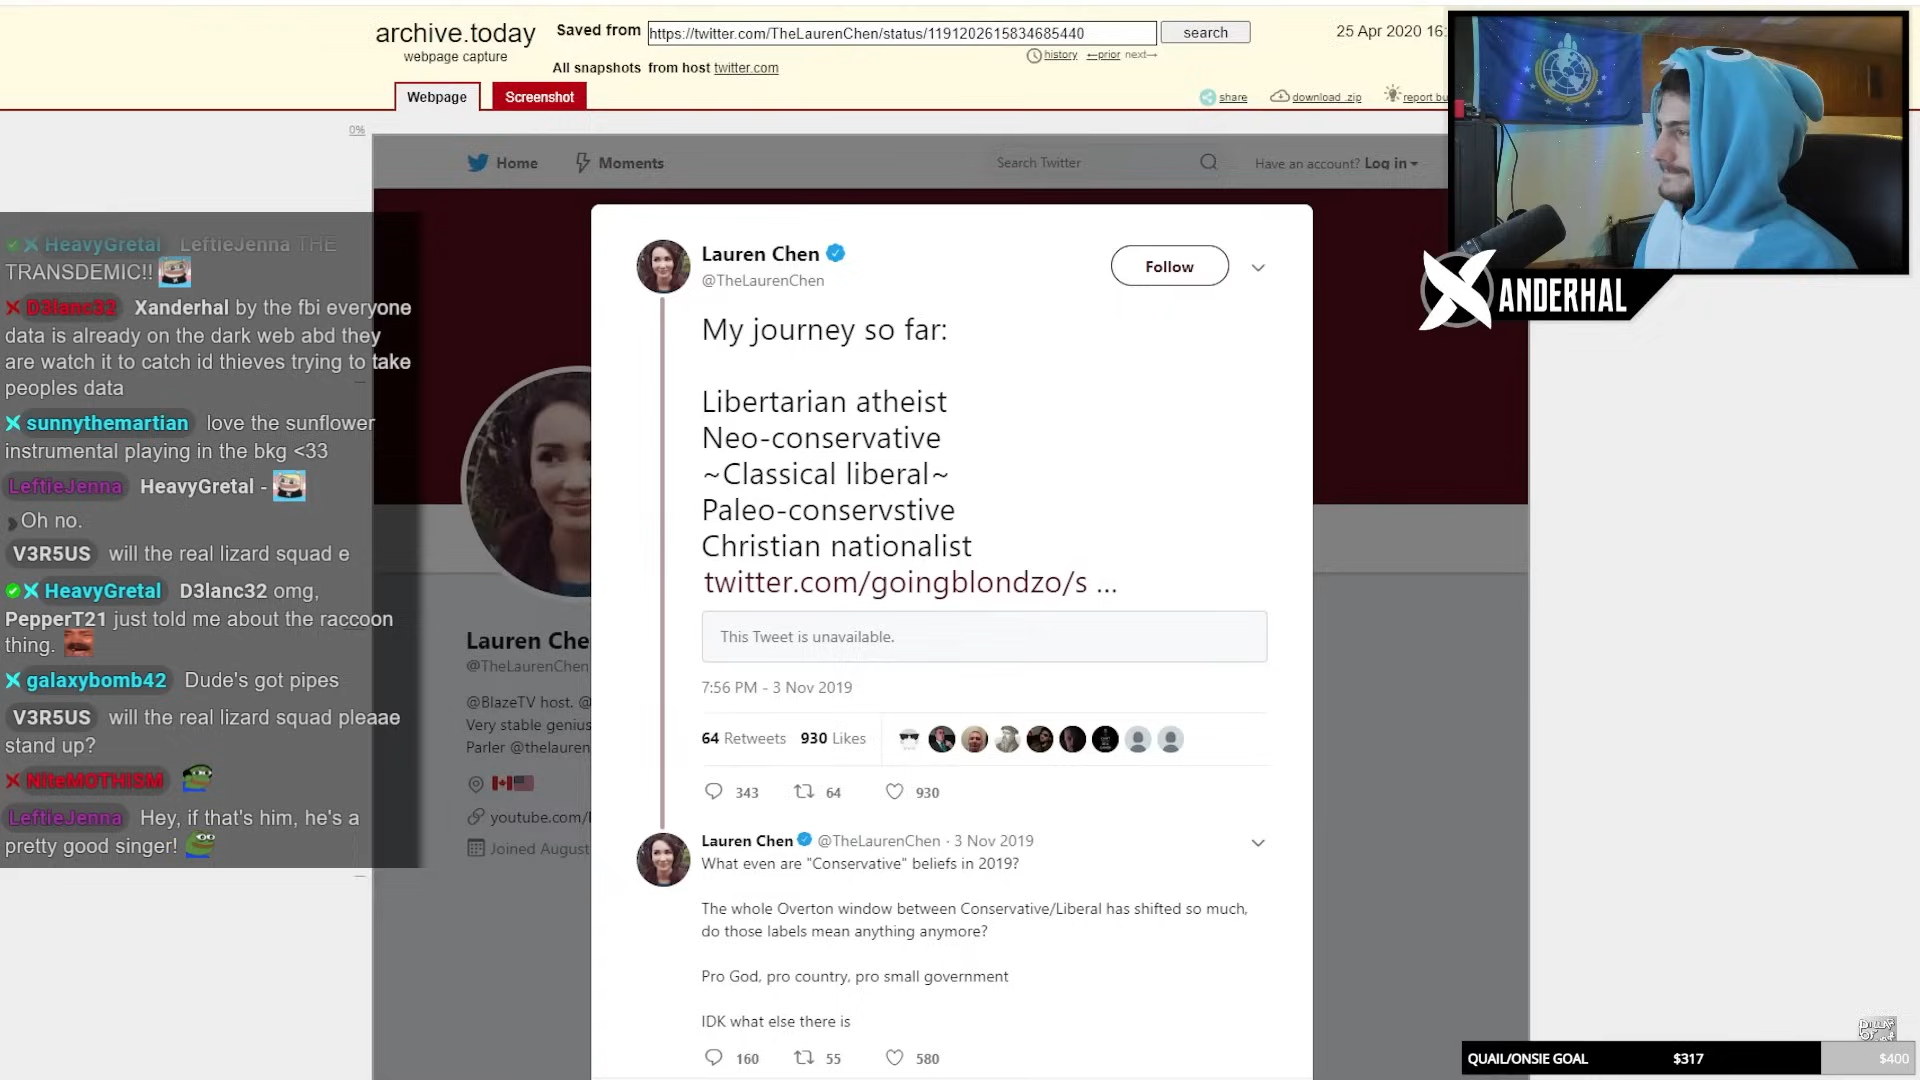 archive.today
webpage capture
Saved from
https://twitter.com/TheLaurenChen/status/1191202615834685440
search
25 Apr 2020 16:
history
←prior next→
All snapshots from host twitter.com
Webpage
Screenshot
share
download .zip
report bu
0%
Home
Moments
Search Twitter
Have an account? Log in
HeavyGretal LeftieJenna THE
TRANSDEMIC!!
D3lanc32 Xanderhal by the fbi everyone
data is already on the dark web abd they
are watch it to catch id thieves trying to take
peoples data
sunnythemartian love the sunflower
instrumental playing in the bkg <33
LeftieJenna HeavyGretal -
Oh no.
V3R5US will the real lizard squad e
HeavyGretal D3lanc32 omg,
PepperT21 just told me about the raccoon
thing.
galaxybomb42 Dude's got pipes
V3R5US will the real lizard squad pleaae
stand up?
NiteMOTHISM
LeftieJenna Hey, if that's him, he's a
pretty good singer!
Lauren Che
@TheLaurenChen
@BlazeTV host. @
Very stable genius
Parler @thelauren
youtube.com/
Joined August
Lauren Chen
@TheLaurenChen
Follow
My journey so far:
Libertarian atheist
Neo-conservative
~Classical liberal~
Paleo-conservstive
Christian nationalist
twitter.com/goingblondzo/s ...
This Tweet is unavailable.
7:56 PM - 3 Nov 2019
64 Retweets 930 Likes
343 64 930
Lauren Chen @TheLaurenChen · 3 Nov 2019
What even are "Conservative" beliefs in 2019?
The whole Overton window between Conservative/Liberal has shifted so much,
do those labels mean anything anymore?
Pro God, pro country, pro small government
IDK what else there is
160 55 580
XANDERHAL
QUAIL/ONSIE GOAL $317 $400